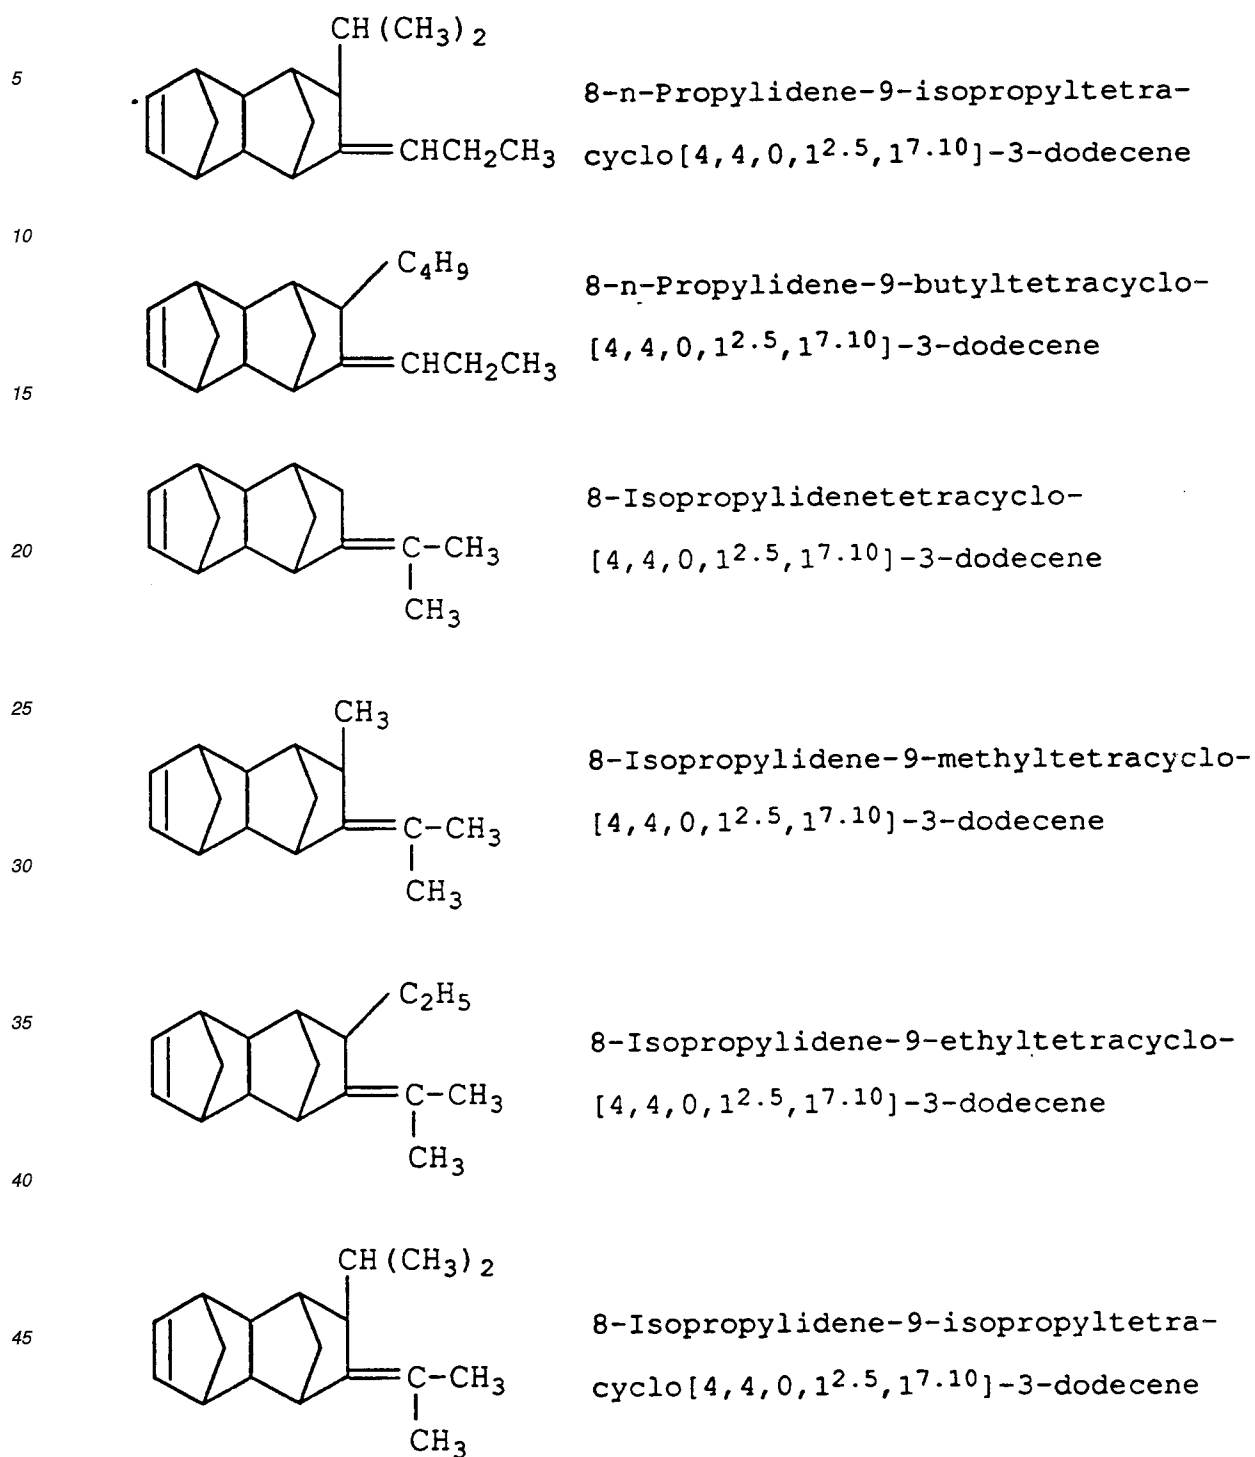 CH(CH₃)₂
5
8-n-Propylidene-9-isopropyltetra-
CHCH₂CH₃
cyclo[4,4,0,1²·⁵,1⁷·¹⁰]-3-dodecene
10
C₄H₉
8-n-Propylidene-9-butyltetracyclo-
CHCH₂CH₃
[4,4,0,1²·⁵,1⁷·¹⁰]-3-dodecene
15
8-Isopropylidenetetracyclo-
20
C-CH₃
[4,4,0,1²·⁵,1⁷·¹⁰]-3-dodecene
CH₃
25
CH₃
8-Isopropylidene-9-methyltetracyclo-
C-CH₃
[4,4,0,1²·⁵,1⁷·¹⁰]-3-dodecene
30
CH₃
C₂H₅
35
8-Isopropylidene-9-ethyltetracyclo-
C-CH₃
[4,4,0,1²·⁵,1⁷·¹⁰]-3-dodecene
CH₃
40
CH(CH₃)₂
45
8-Isopropylidene-9-isopropyltetra-
C-CH₃
cyclo[4,4,0,1²·⁵,1⁷·¹⁰]-3-dodecene
CH₃